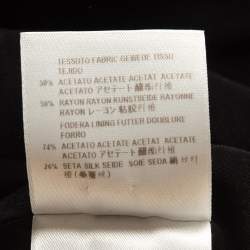 TESSUTO FABRIC GEWEBE TISSU
TEJIDO
50% ACETATO ACETATE ACETAT ACETATE
ACETATO アセテート 醋酸纤维
50% RAYON RAYON KUNSTSEIDE RAYONNE
RAYON レーヨン 粘胶纤维
FODERA LINING FUTTER DOUBLURE
FORRO
74% ACETATO ACETATE ACETAT ACETATE
ACETATO アセテート 醋酸纤维
26% SETA SILK SEIDE SOIE SEDA 絹